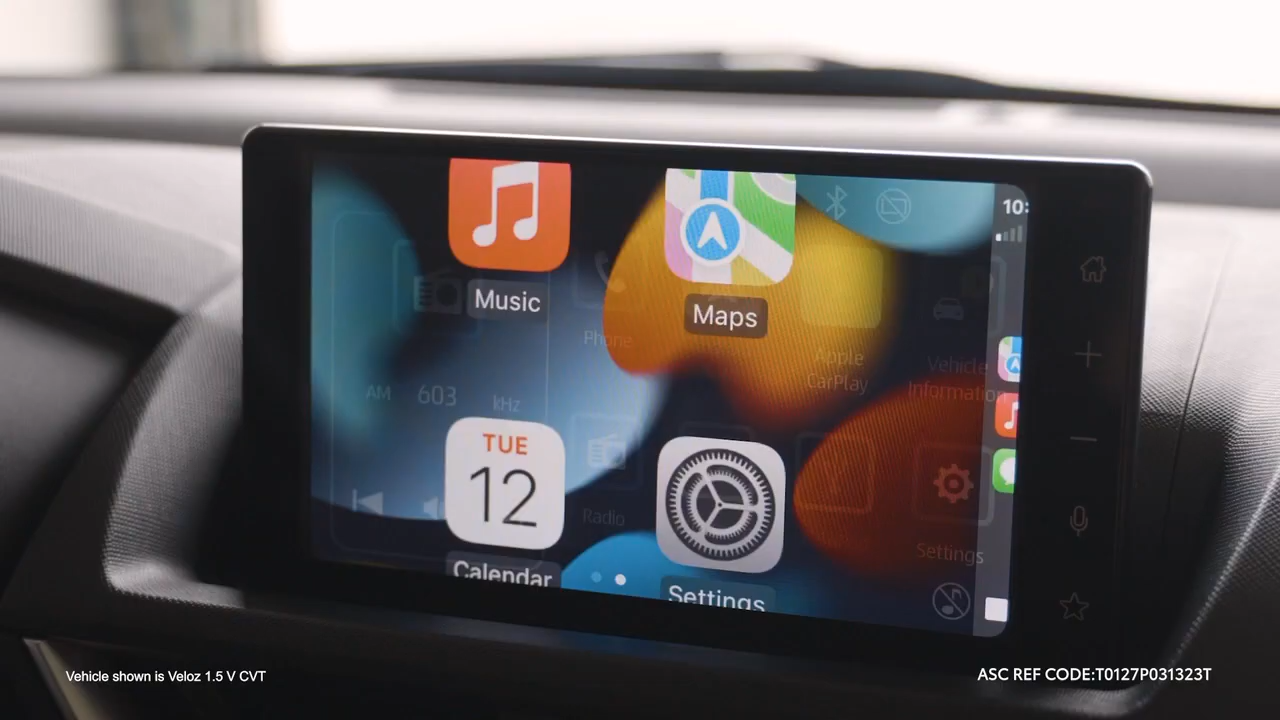 10:
Music
Maps
Phone
Apple
CarPlay
Vehicle
Information
AM 603 kHz
TUE
12
Radio
Settings
Calendar
Settings
Vehicle shown is Veloz 1.5 V CVT
ASC REF CODE:T0127P031323T